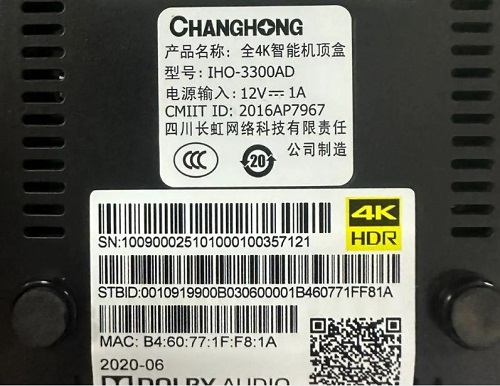 CHANGHONG
产品名称：全4K智能机顶盒
型号：IHO-3300AD
电源输入：12V⎓1A
CMIIT ID: 2016AP7967
四川长虹网络科技有限责任
公司制造
CCC
20
SN:100900025101000100357121
4K
HDR
STBID:0010919900B030600001B460771FF81A
MAC: B4:60:77:1F:F8:1A
2020-06
DOLBY AUDIO